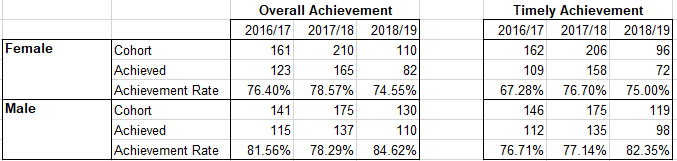 Overall Achievement Timely Achievement
2016/17 2017/18 2018/19 2016/17 2017/18 2018/19
Female Cohort 161 210 110 162 206 96
Achieved 123 165 82 109 158 72
Achievement Rate 76.40% 78.57% 74.55% 67.28% 76.70% 75.00%
Male Cohort 141 175 130 146 175 119
Achieved 115 137 110 112 135 98
Achievement Rate 81.56% 78.29% 84.62% 76.71% 77.14% 82.35%